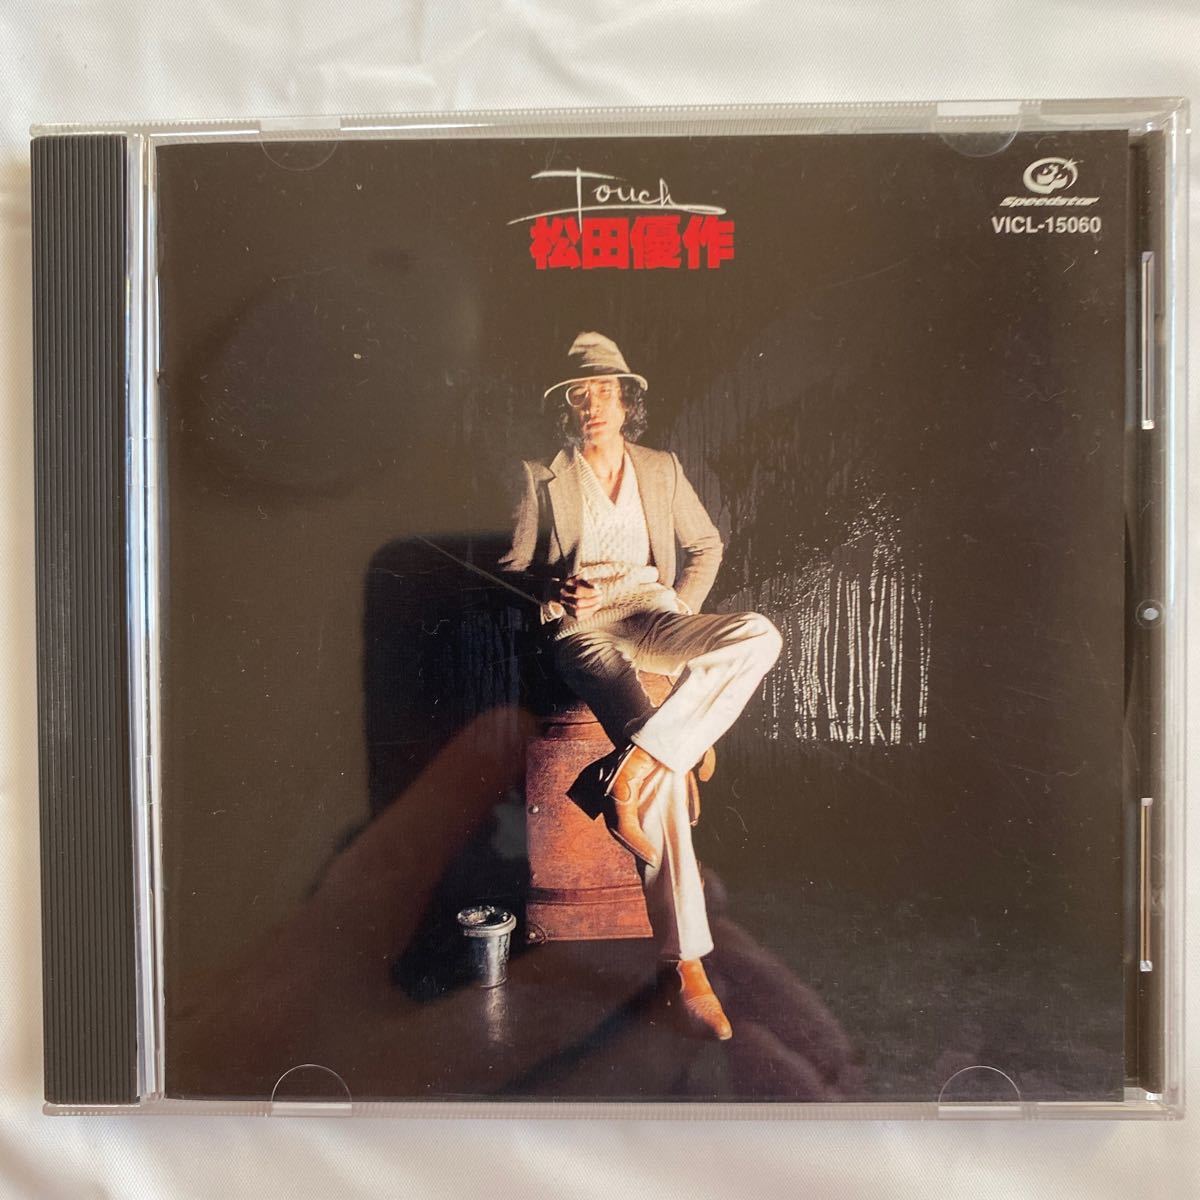 Touch
松田優作
Speedstar
VICL-15060